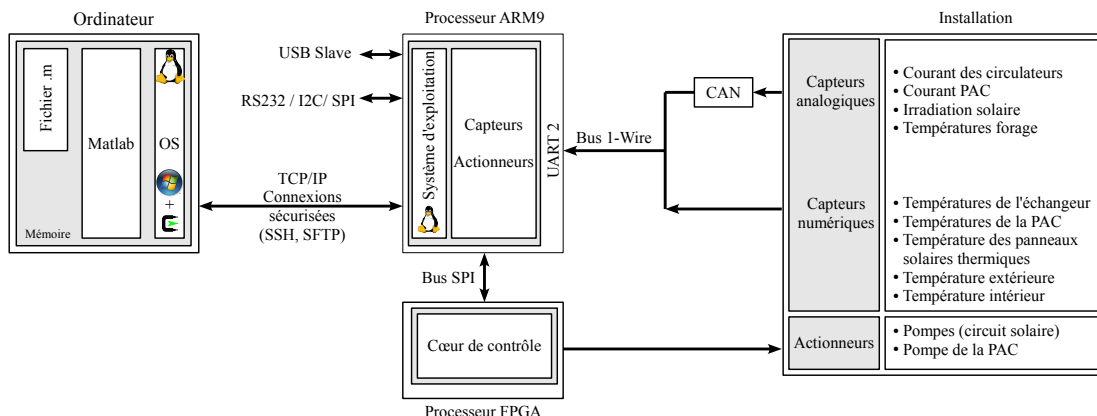 Ordinateur
Fichier .m
Matlab
OS
+
Mémoire
USB Slave
RS232 / I2C/ SPI
TCP/IP
Connexions
sécurisées
(SSH, SFTP)
Processeur ARM9
Système d'exploitation
Capteurs
Actionneurs
UART 2
Bus SPI
Cœur de contrôle
Processeur FPGA
Bus 1-Wire
CAN
Installation
Capteurs
analogiques
• Courant des circulateurs
• Courant PAC
• Irradiation solaire
• Températures forage
Capteurs
numériques
• Températures de l'échangeur
• Températures de la PAC
• Température des panneaux
solaires thermiques
• Température extérieure
• Température intérieur
Actionneurs
• Pompes (circuit solaire)
• Pompe de la PAC